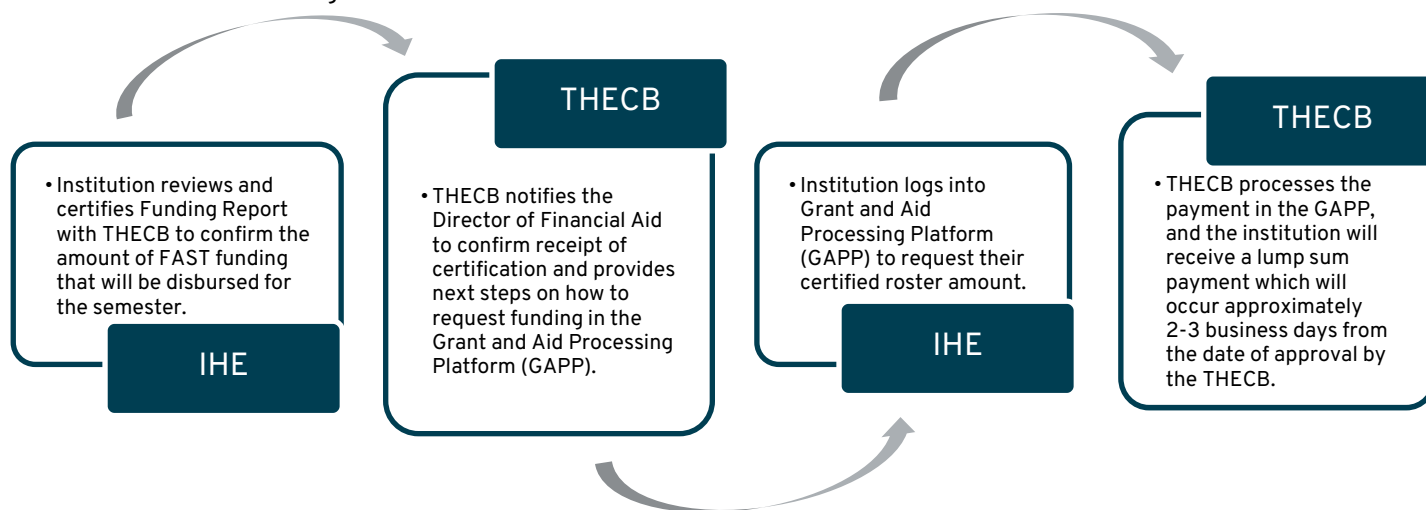 • Institution reviews and
certifies Funding Report
with THECB to confirm the
amount of FAST funding
that will be disbursed for
the semester.
IHE
THECB
• THECB notifies the
Director of Financial Aid
to confirm receipt of
certification and provides
next steps on how to
request funding in the
Grant and Aid Processing
Platform (GAPP).
• Institution logs into
Grant and Aid
Processing Platform
(GAPP) to request their
certified roster amount.
IHE
THECB
• THECB processes the
payment in the GAPP,
and the institution will
receive a lump sum
payment which will
occur approximately
2-3 business days from
the date of approval by
the THECB.